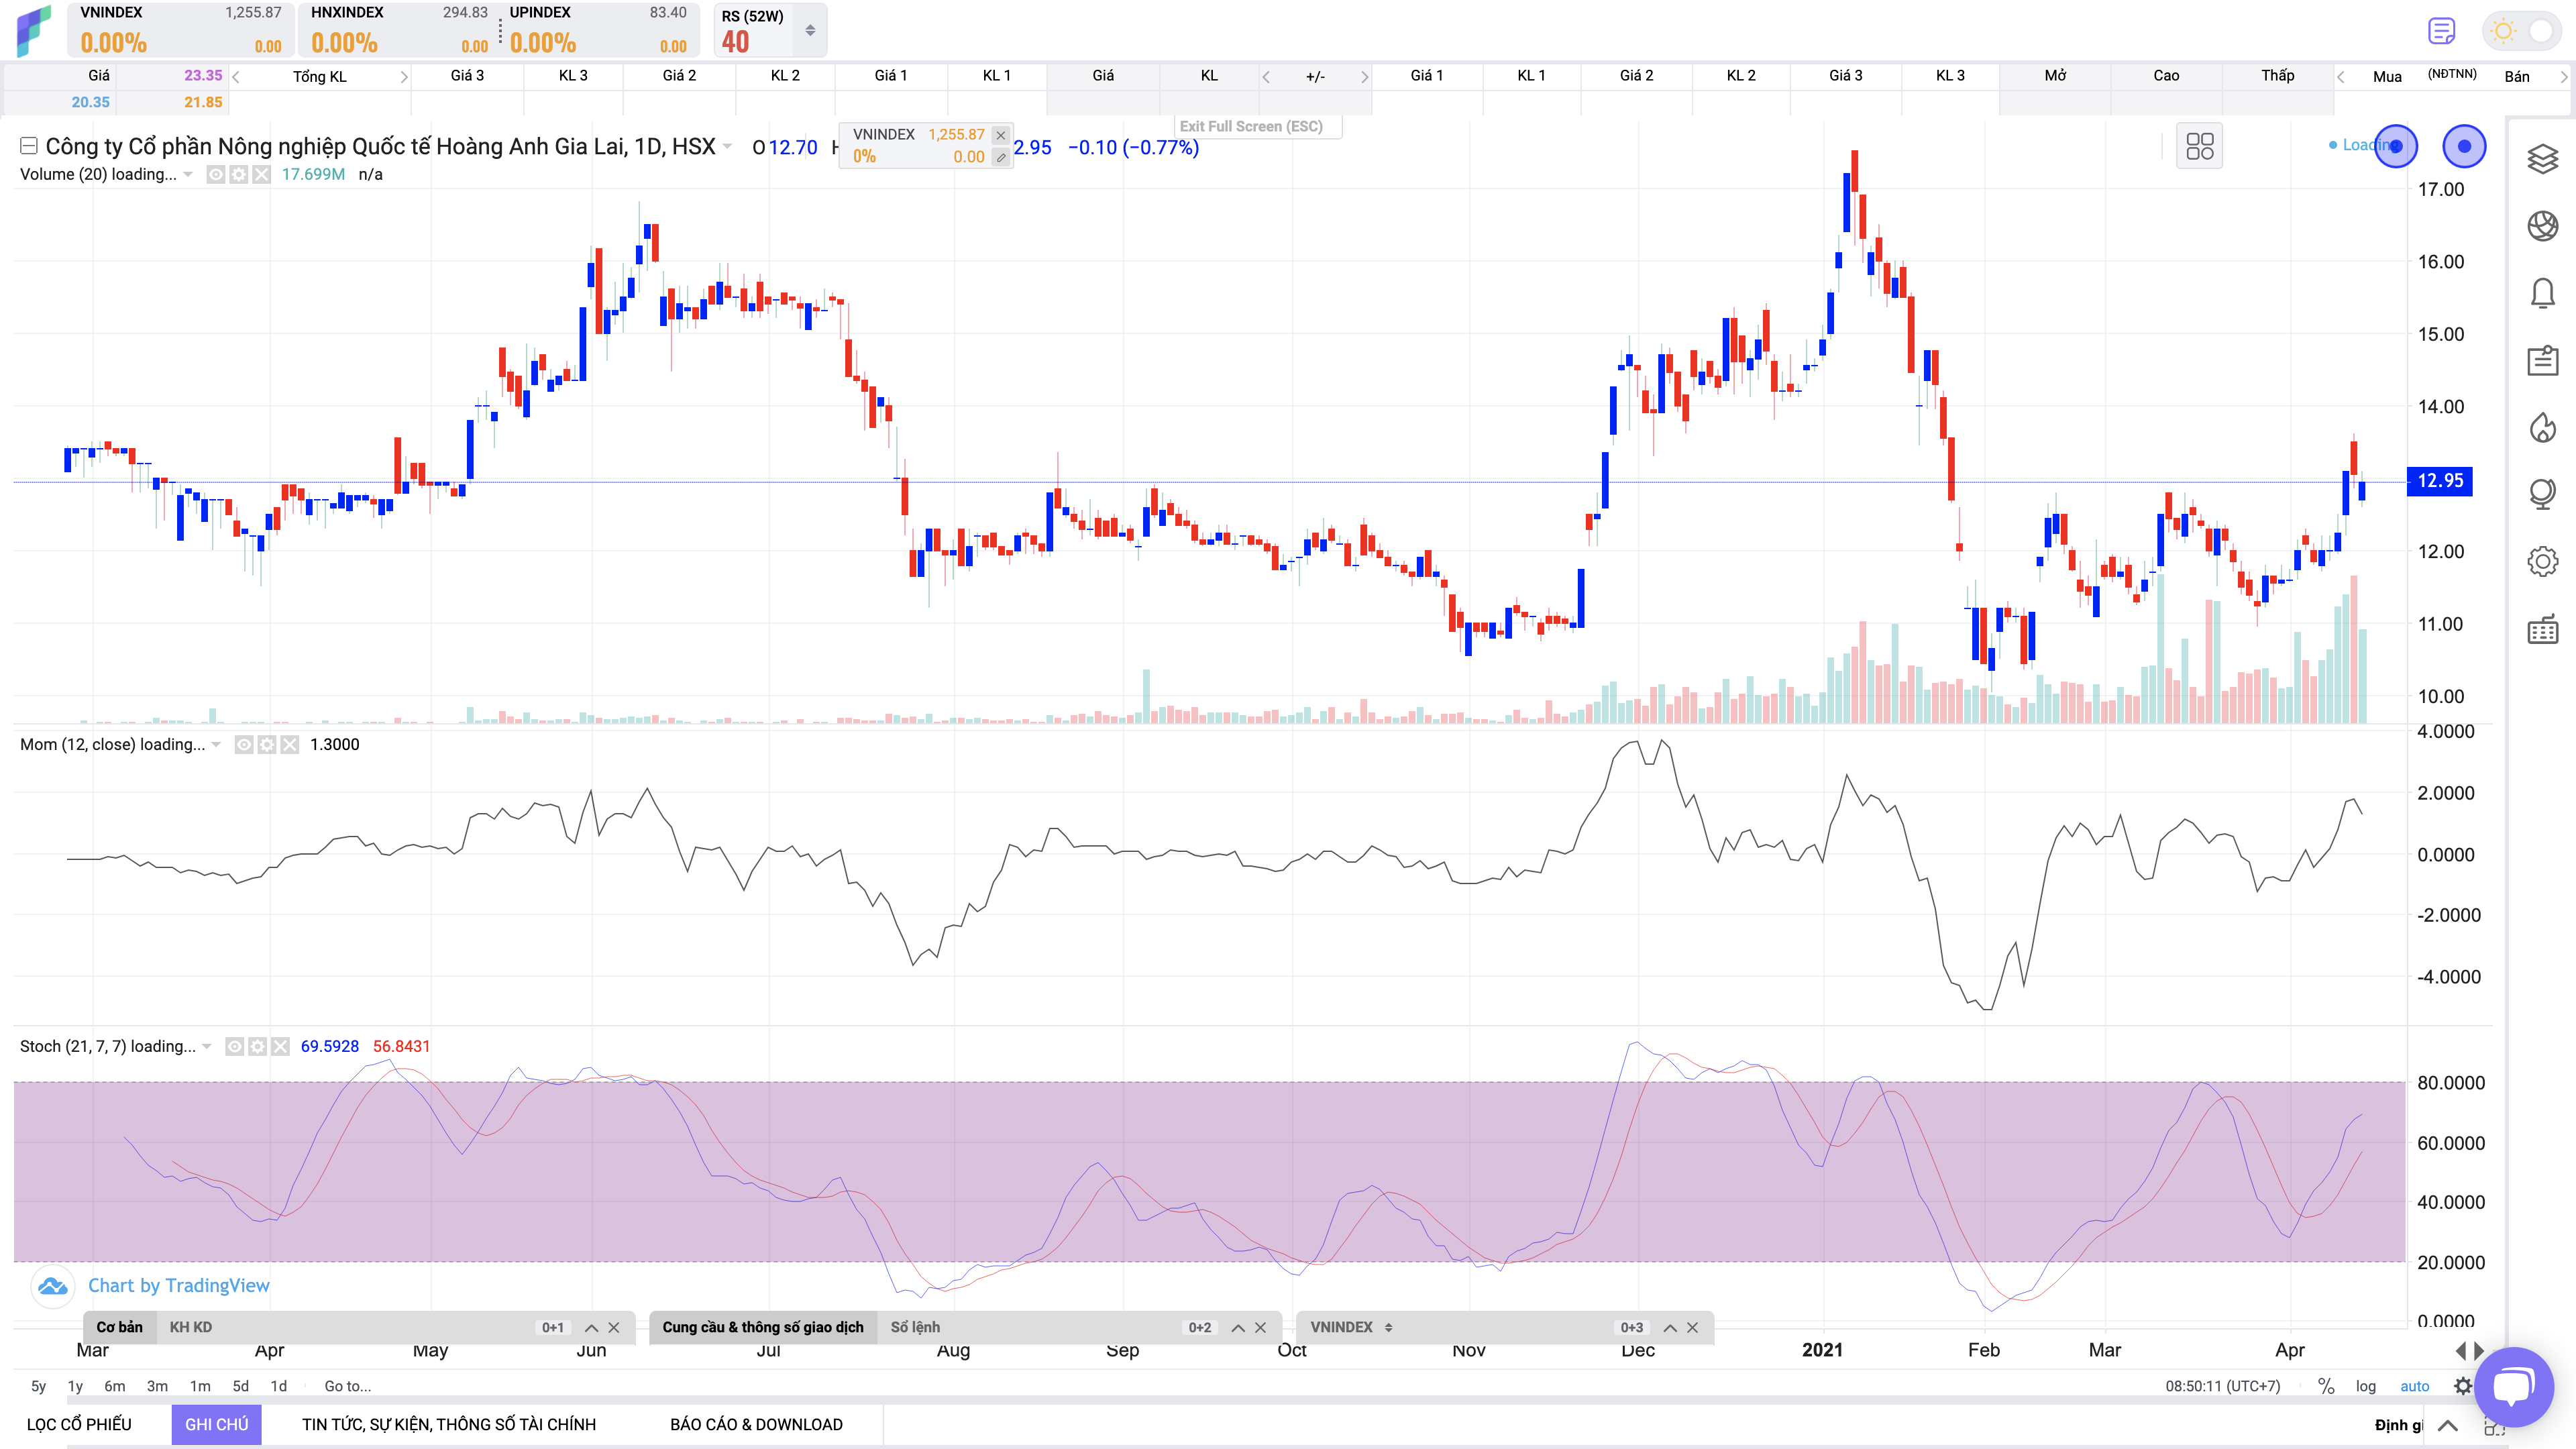 VNINDEX 1,255.87 HNXINDEX 294.83 UPINDEX 83.40 RS (52W)
0.00% 0.00 0.00% 0.00 0.00% 0.00 40
Giá 23.35 Tổng KL Giá 3 KL 3 Giá 2 KL 2 Giá 1 KL 1 Giá KL +/- Giá 1 KL 1 Giá 2 KL 2 Giá 3 KL 3 Mở Cao Thấp Mua (NĐTNN) Bán
20.35 21.85
Exit Full Screen (ESC)
VNINDEX 1,255.87
0% 0.00
Công ty Cổ phần Nông nghiệp Quốc tế Hoàng Anh Gia Lai, 1D, HSX O12.70 2.95 −0.10 (−0.77%)
Volume (20) loading... 17.699M n/a
17.00
16.00
15.00
14.00
12.95
12.00
11.00
10.00
Mom (12, close) loading... 1.3000
4.0000
2.0000
0.0000
-2.0000
-4.0000
Stoch (21, 7, 7) loading... 69.5928 56.8431
80.0000
60.0000
40.0000
20.0000
0.0000
Chart by TradingView
Cơ bản KH KD 0+1 Cung cầu & thông số giao dịch Sổ lệnh 0+2 VNINDEX 0+3
Mar Apr May Jun Jul Aug Sep Oct Nov Dec 2021 Feb Mar Apr
5y 1y 6m 3m 1m 5d 1d Go to... 08:50:11 (UTC+7) % log auto
LỌC CỔ PHIẾU GHI CHÚ TIN TỨC, SỰ KIỆN, THÔNG SỐ TÀI CHÍNH BÁO CÁO & DOWNLOAD Định gi